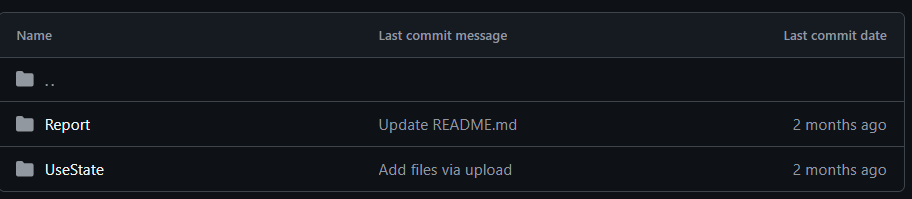 Name Last commit message Last commit date
..
Report Update README.md 2 months ago
UseState Add files via upload 2 months ago